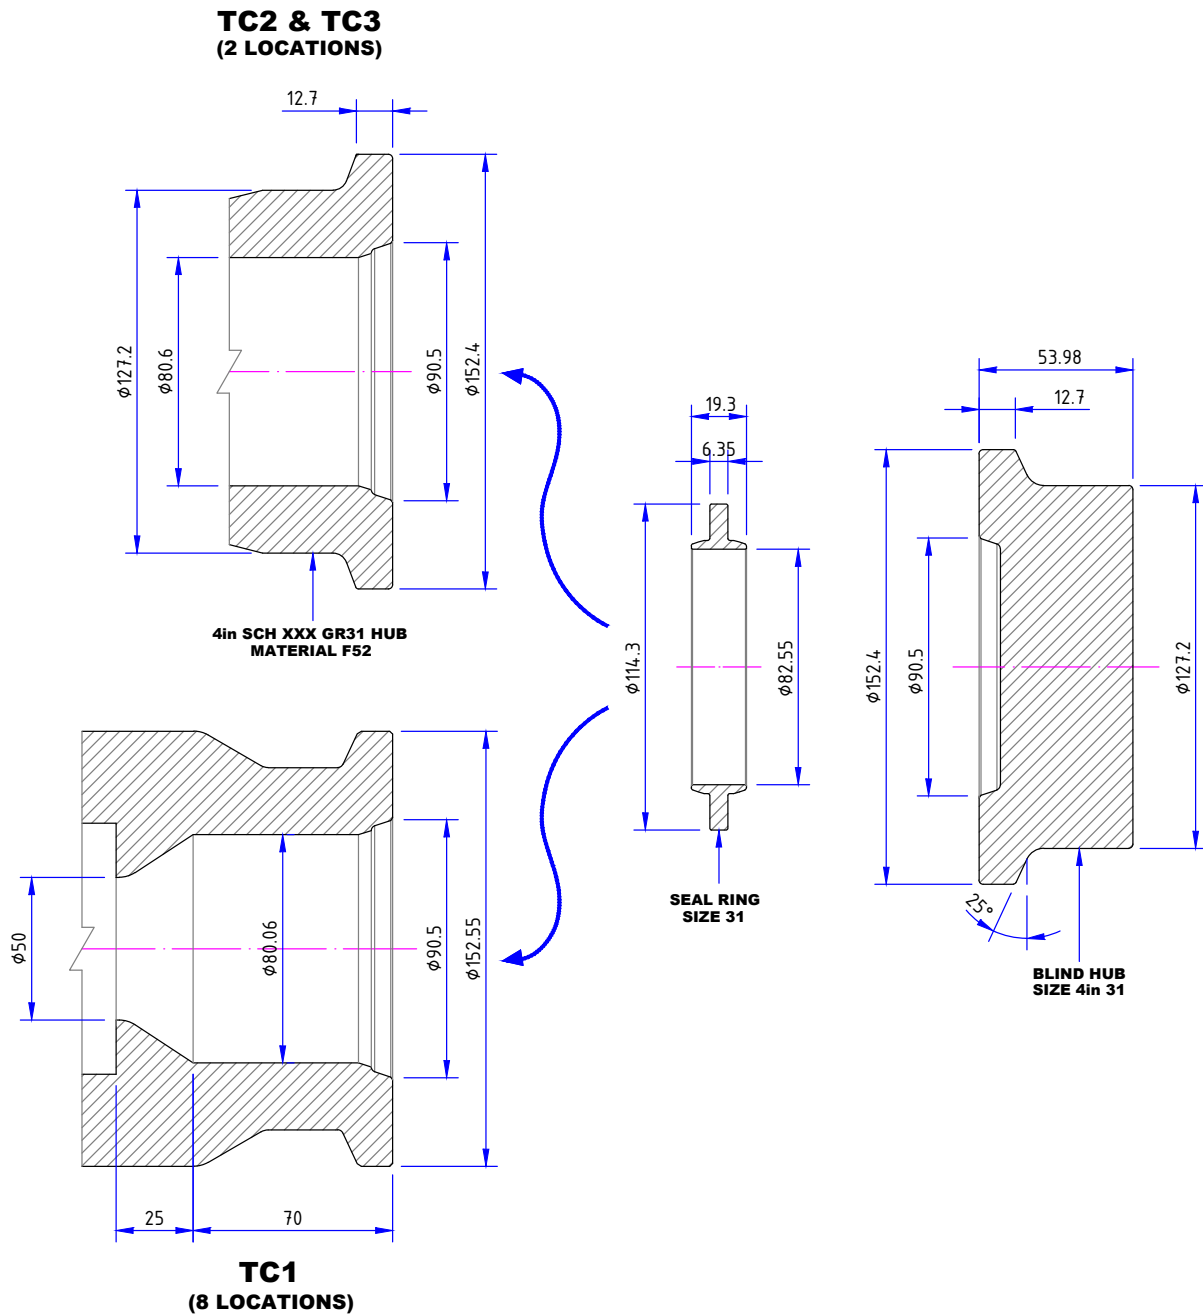 TC2 & TC3
(2 LOCATIONS)
12.7
ϕ127.2
ϕ80.6
ϕ90.5
ϕ152.4
4in SCH XXX GR31 HUB
MATERIAL F52
19.3
6.35
ϕ114.3
ϕ82.55
SEAL RING
SIZE 31
53.98
12.7
ϕ152.4
ϕ90.5
ϕ127.2
25°
BLIND HUB
SIZE 4in 31
ϕ50
ϕ80.06
ϕ90.5
ϕ152.55
25
70
TC1
(8 LOCATIONS)